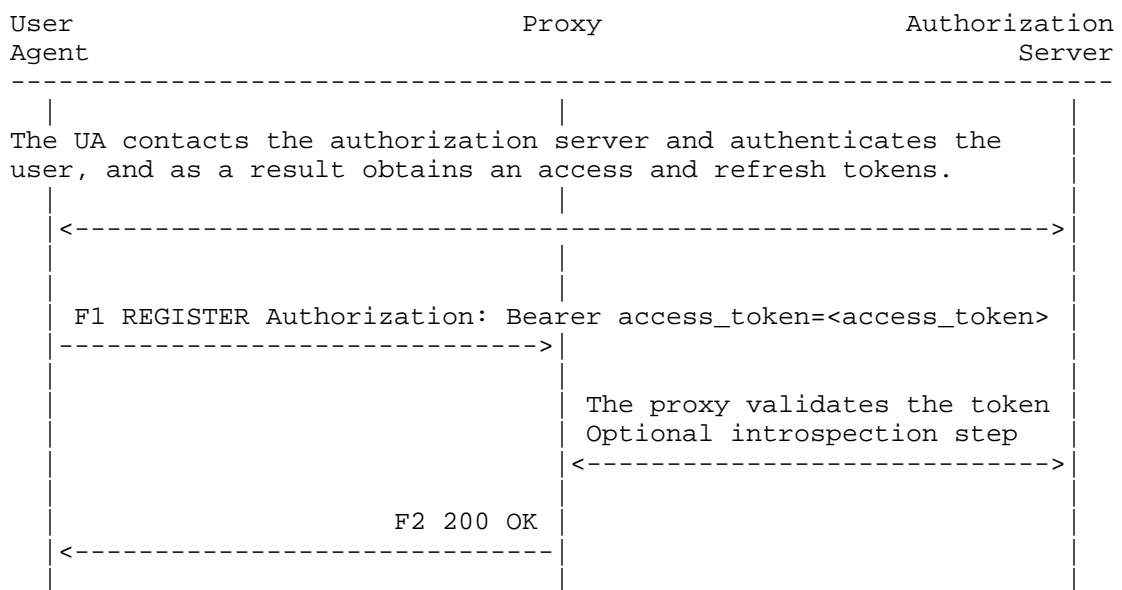 User Proxy Authorization
Agent Server
The UA contacts the authorization server and authenticates the
user, and as a result obtains an access and refresh tokens.
F1 REGISTER Authorization: Bearer access_token=<access_token>
The proxy validates the token
Optional introspection step
F2 200 OK